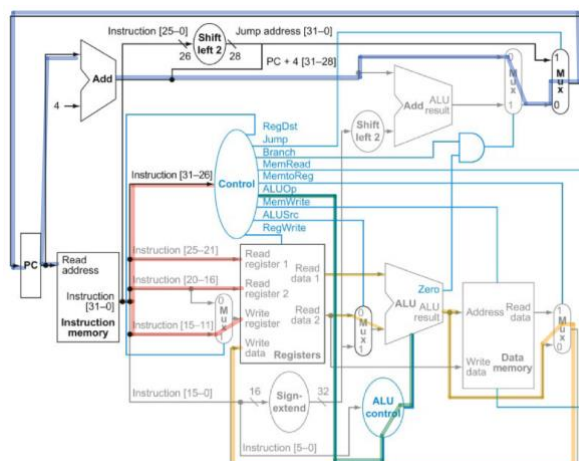 Instruction [25–0]
Jump address [31–0]
Shift
left 2
26
28
PC + 4 [31–28]
Add
4
0
Mux
1
1
Mux
0
Add
ALU
result
Shift
left 2
RegDst
Jump
Branch
MemRead
MemtoReg
ALUOp
MemWrite
ALUSrc
RegWrite
Instruction [31–26]
Control
PC
Read
address
Instruction
[31–0]
Instruction
memory
Instruction [25–21]
Instruction [20–16]
Instruction [15–11]
0
Mux
1
Read
register 1
Read
register 2
Write
register
Write
data
Read
data 1
Read
data 2
Registers
0
Mux
1
Zero
ALU
ALU
result
Address
Read
data
Write
data
Data
memory
1
Mux
0
Instruction [15–0]
16
Sign-
extend
32
ALU
control
Instruction [5–0]